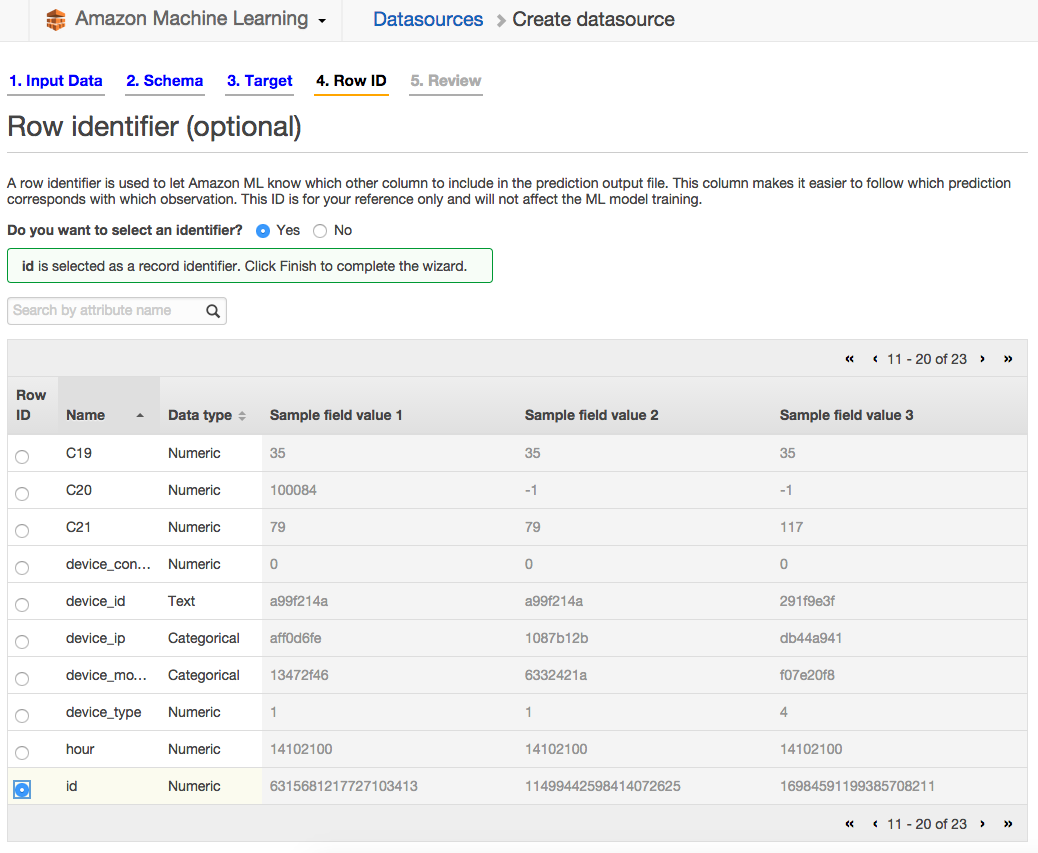 Amazon Machine Learning
Datasources > Create datasource
1. Input Data 2. Schema 3. Target 4. Row ID 5. Review
Row identifier (optional)
A row identifier is used to let Amazon ML know which other column to include in the prediction output file. This column makes it easier to follow which prediction
corresponds with which observation. This ID is for your reference only and will not affect the ML model training.
Do you want to select an identifier? Yes No
id is selected as a record identifier. Click Finish to complete the wizard.
Search by attribute name
« ‹ 11 - 20 of 23 › »
Row
ID Name Data type Sample field value 1 Sample field value 2 Sample field value 3
C19 Numeric 35 35 35
C20 Numeric 100084 -1 -1
C21 Numeric 79 79 117
device_con... Numeric 0 0 0
device_id Text a99f214a a99f214a 291f9e3f
device_ip Categorical aff0d6fe 1087b12b db44a941
device_mo... Categorical 13472f46 6332421a f07e20f8
device_type Numeric 1 1 4
hour Numeric 14102100 14102100 14102100
id Numeric 6315681217727103413 11499442598414072625 16984591199385708211
« ‹ 11 - 20 of 23 › »